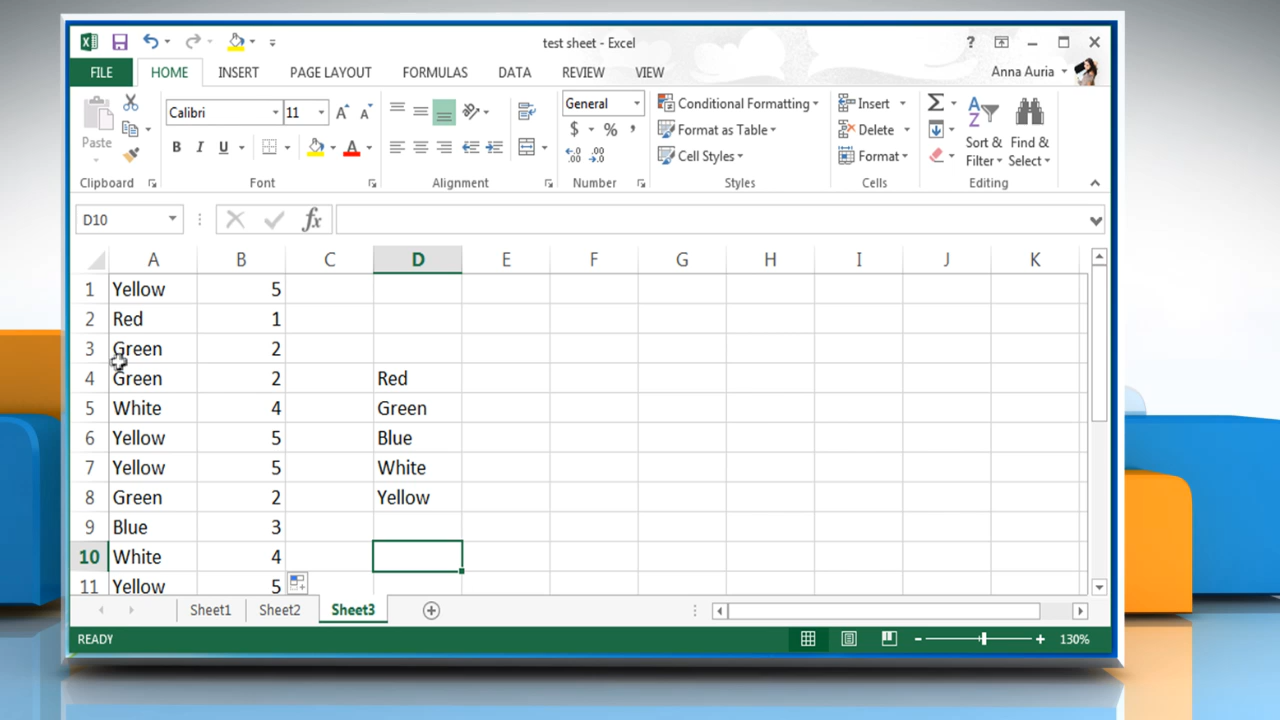 test sheet - Excel
?
FILE HOME INSERT PAGE LAYOUT FORMULAS DATA REVIEW VIEW Anna Auria
Paste
Calibri 11
B I U A
General
$ % ,
Conditional Formatting
Format as Table
Cell Styles
Insert
Delete
Format
Sort & Filter
Find & Select
Clipboard Font Alignment Number Styles Cells Editing
D10 fx
A B C D E F G H I J K
1 Yellow 5
2 Red 1
3 Green 2
4 Green 2 Red
5 White 4 Green
6 Yellow 5 Blue
7 Yellow 5 White
8 Green 2 Yellow
9 Blue 3
10 White 4
11 Yellow 5
Sheet1 Sheet2 Sheet3
READY 130%